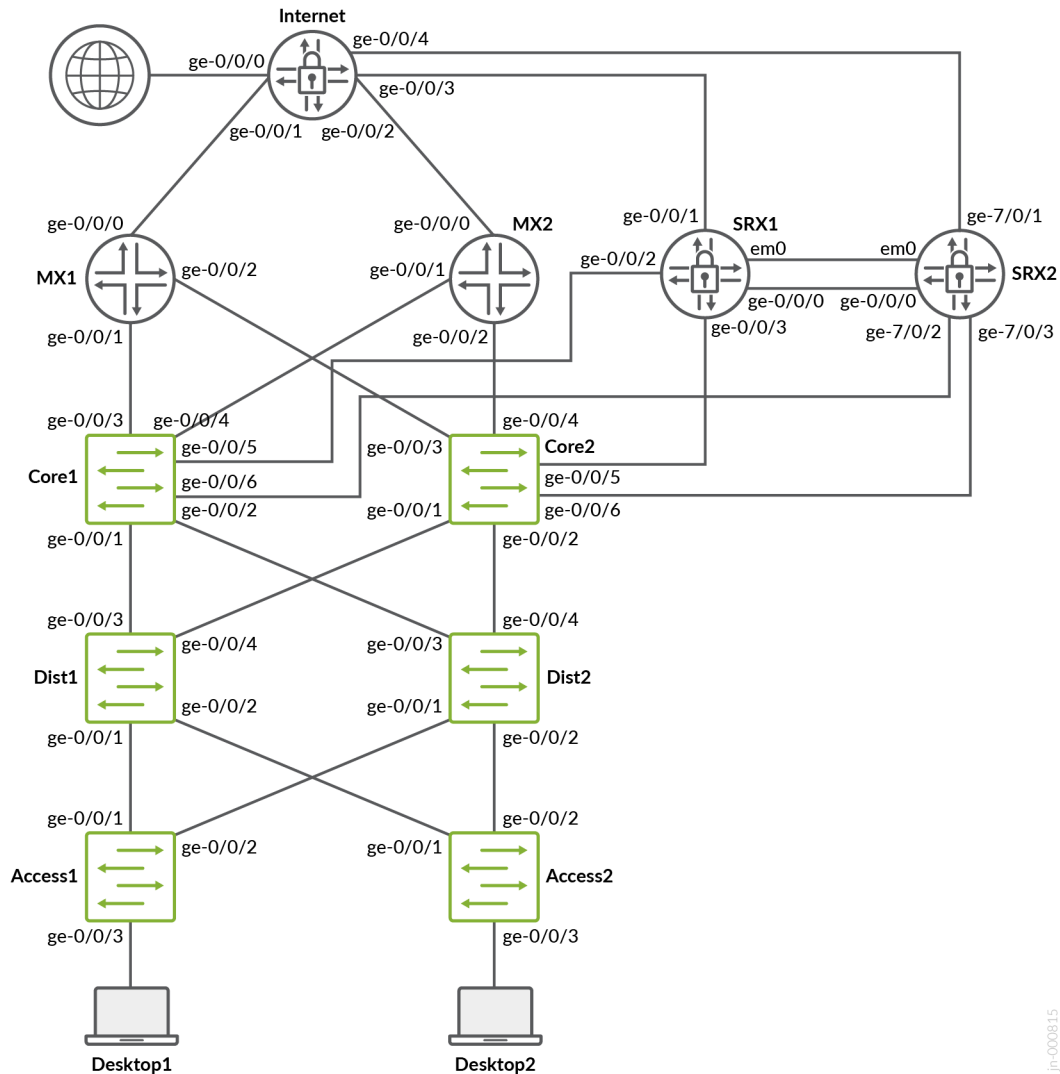 Internet
ge-0/0/4
ge-0/0/0
ge-0/0/3
ge-0/0/1
ge-0/0/2
ge-0/0/0
ge-0/0/0
MX2
ge-0/0/1
SRX1
ge-7/0/1
em0
em0
ge-0/0/2
ge-0/0/1
ge-0/0/2
MX1
SRX2
ge-0/0/0
ge-0/0/0
ge-0/0/1
ge-0/0/2
ge-0/0/3
ge-7/0/2
ge-7/0/3
ge-0/0/3
ge-0/0/4
ge-0/0/4
ge-0/0/5
ge-0/0/3
Core2
Core1
ge-0/0/6
ge-0/0/5
ge-0/0/2
ge-0/0/1
ge-0/0/6
ge-0/0/1
ge-0/0/2
ge-0/0/3
ge-0/0/4
ge-0/0/4
ge-0/0/3
Dist1
Dist2
ge-0/0/2
ge-0/0/1
ge-0/0/1
ge-0/0/2
ge-0/0/1
ge-0/0/2
ge-0/0/2
ge-0/0/1
Access1
Access2
ge-0/0/3
ge-0/0/3
Desktop1
Desktop2
jn-000815